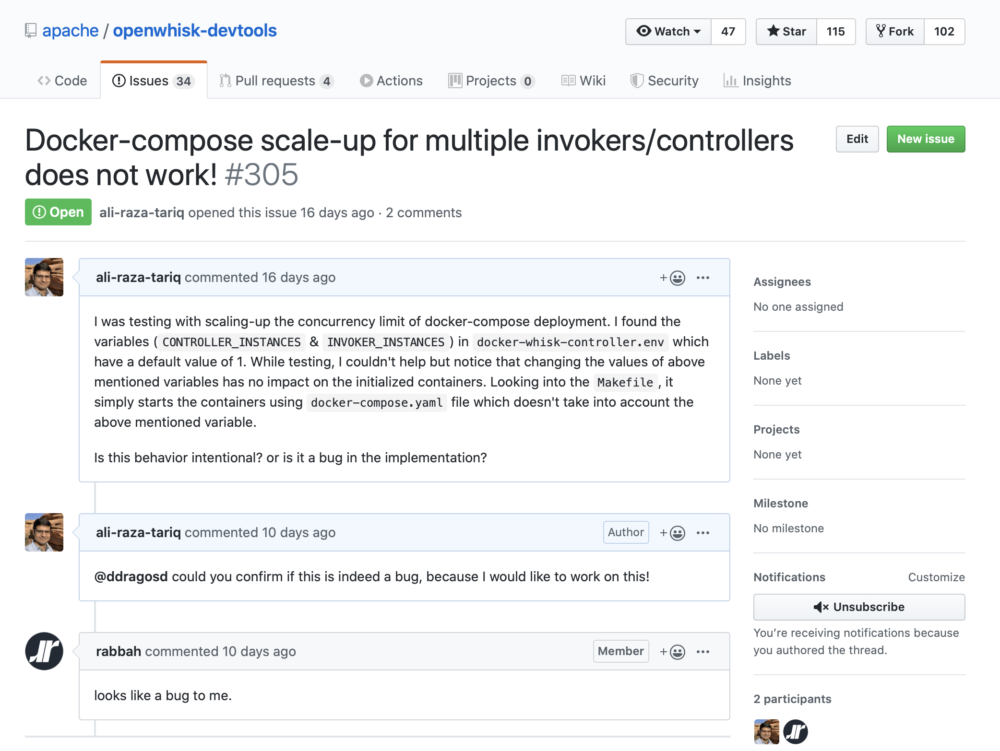 apache / openwhisk-devtools
Watch 47 Star 115 Fork 102
Code Issues 34 Pull requests 4 Actions Projects 0 Wiki Security Insights
Docker-compose scale-up for multiple invokers/controllers
does not work! #305
Edit New issue
Open ali-raza-tariq opened this issue 16 days ago · 2 comments
ali-raza-tariq commented 16 days ago
I was testing with scaling-up the concurrency limit of docker-compose deployment. I found the
variables ( CONTROLLER_INSTANCES & INVOKER_INSTANCES ) in docker-whisk-controller.env which
have a default value of 1. While testing, I couldn't help but notice that changing the values of above
mentioned variables has no impact on the initialized containers. Looking into the Makefile , it
simply starts the containers using docker-compose.yaml file which doesn't take into account the
above mentioned variable.
Is this behavior intentional? or is it a bug in the implementation?
ali-raza-tariq commented 10 days ago Author
@ddragosd could you confirm if this is indeed a bug, because I would like to work on this!
rabbah commented 10 days ago Member
looks like a bug to me.
Assignees
No one assigned
Labels
None yet
Projects
None yet
Milestone
No milestone
Notifications Customize
Unsubscribe
You’re receiving notifications because
you authored the thread.
2 participants